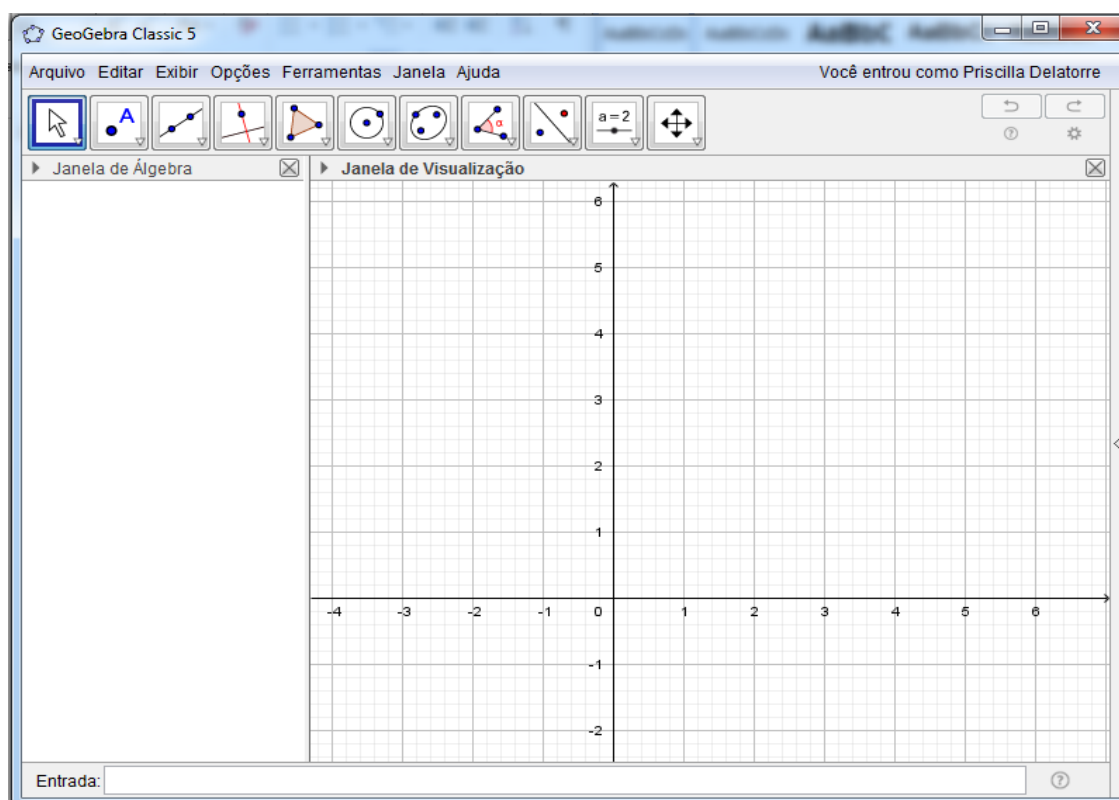 GeoGebra Classic 5
Arquivo Editar Exibir Opções Ferramentas Janela Ajuda Você entrou como Priscilla Delatorre
A α a = 2
Janela de Álgebra Janela de Visualização
6
5
4
3
2
1
-4 -3 -2 -1 0 1 2 3 4 5 6
-1
-2
Entrada: